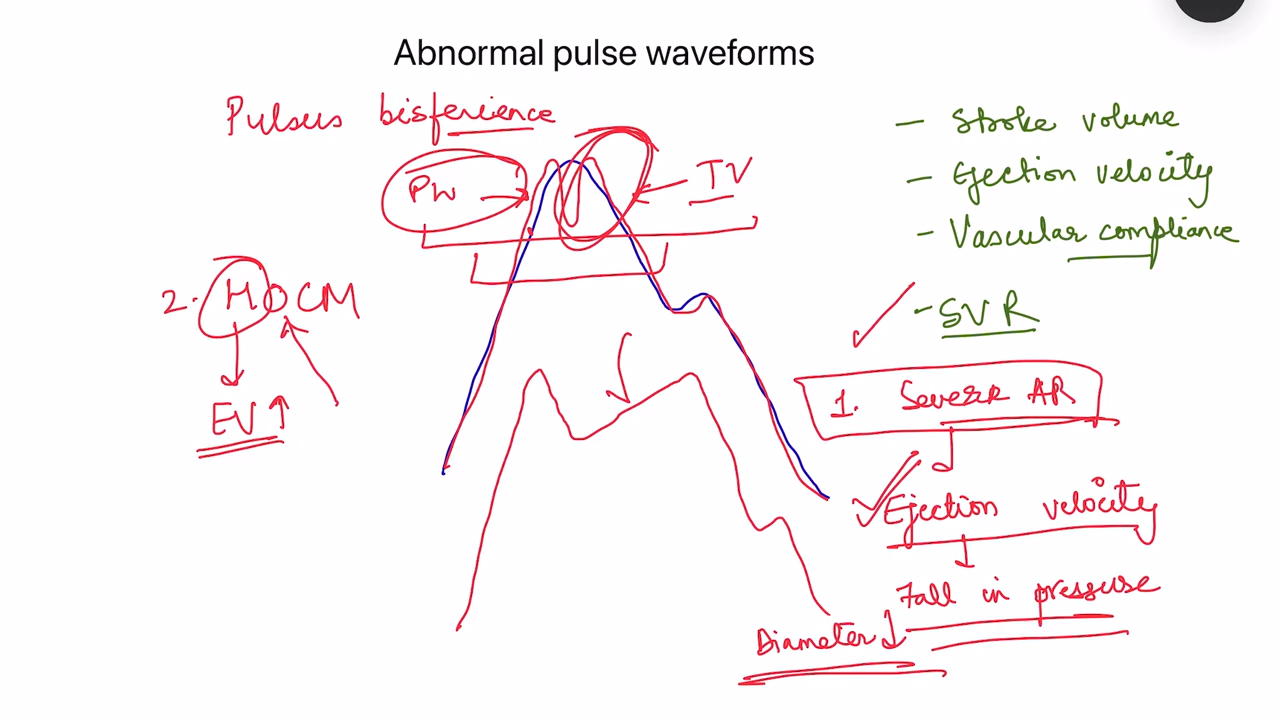 Abnormal pulse waveforms
Pulsus bisferience
PW
TV
- Stroke volume
- Ejection velocity
- Vascular compliance
- SVR
2. HOCM
EV ↑
1. Severe AR
Ejection velocity
Fall in pressure
Diameter ↓